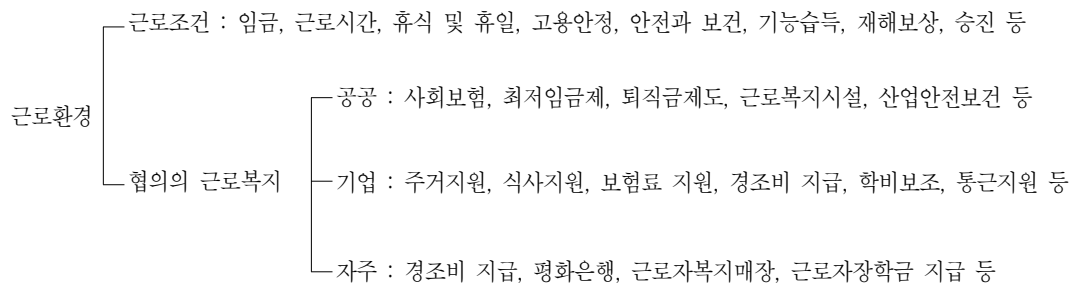 근로조건 : 임금, 근로시간, 휴식 및 휴일, 고용안정, 안전과 보건, 기능습득, 재해보상, 승진 등
공공 : 사회보험, 최저임금제, 퇴직금제도, 근로복지시설, 산업안전보건 등
근로환경
협의의 근로복지
기업 : 주거지원, 식사지원, 보험료 지원, 경조비 지급, 학비보조, 통근지원 등
자주 : 경조비 지급, 평화은행, 근로자복지매장, 근로자장학금 지급 등